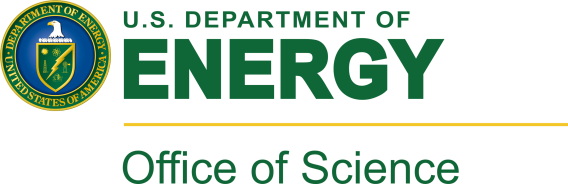 DEPARTMENT OF ENERGY
UNITED STATES OF AMERICA
U.S. DEPARTMENT OF
ENERGY
Office of Science